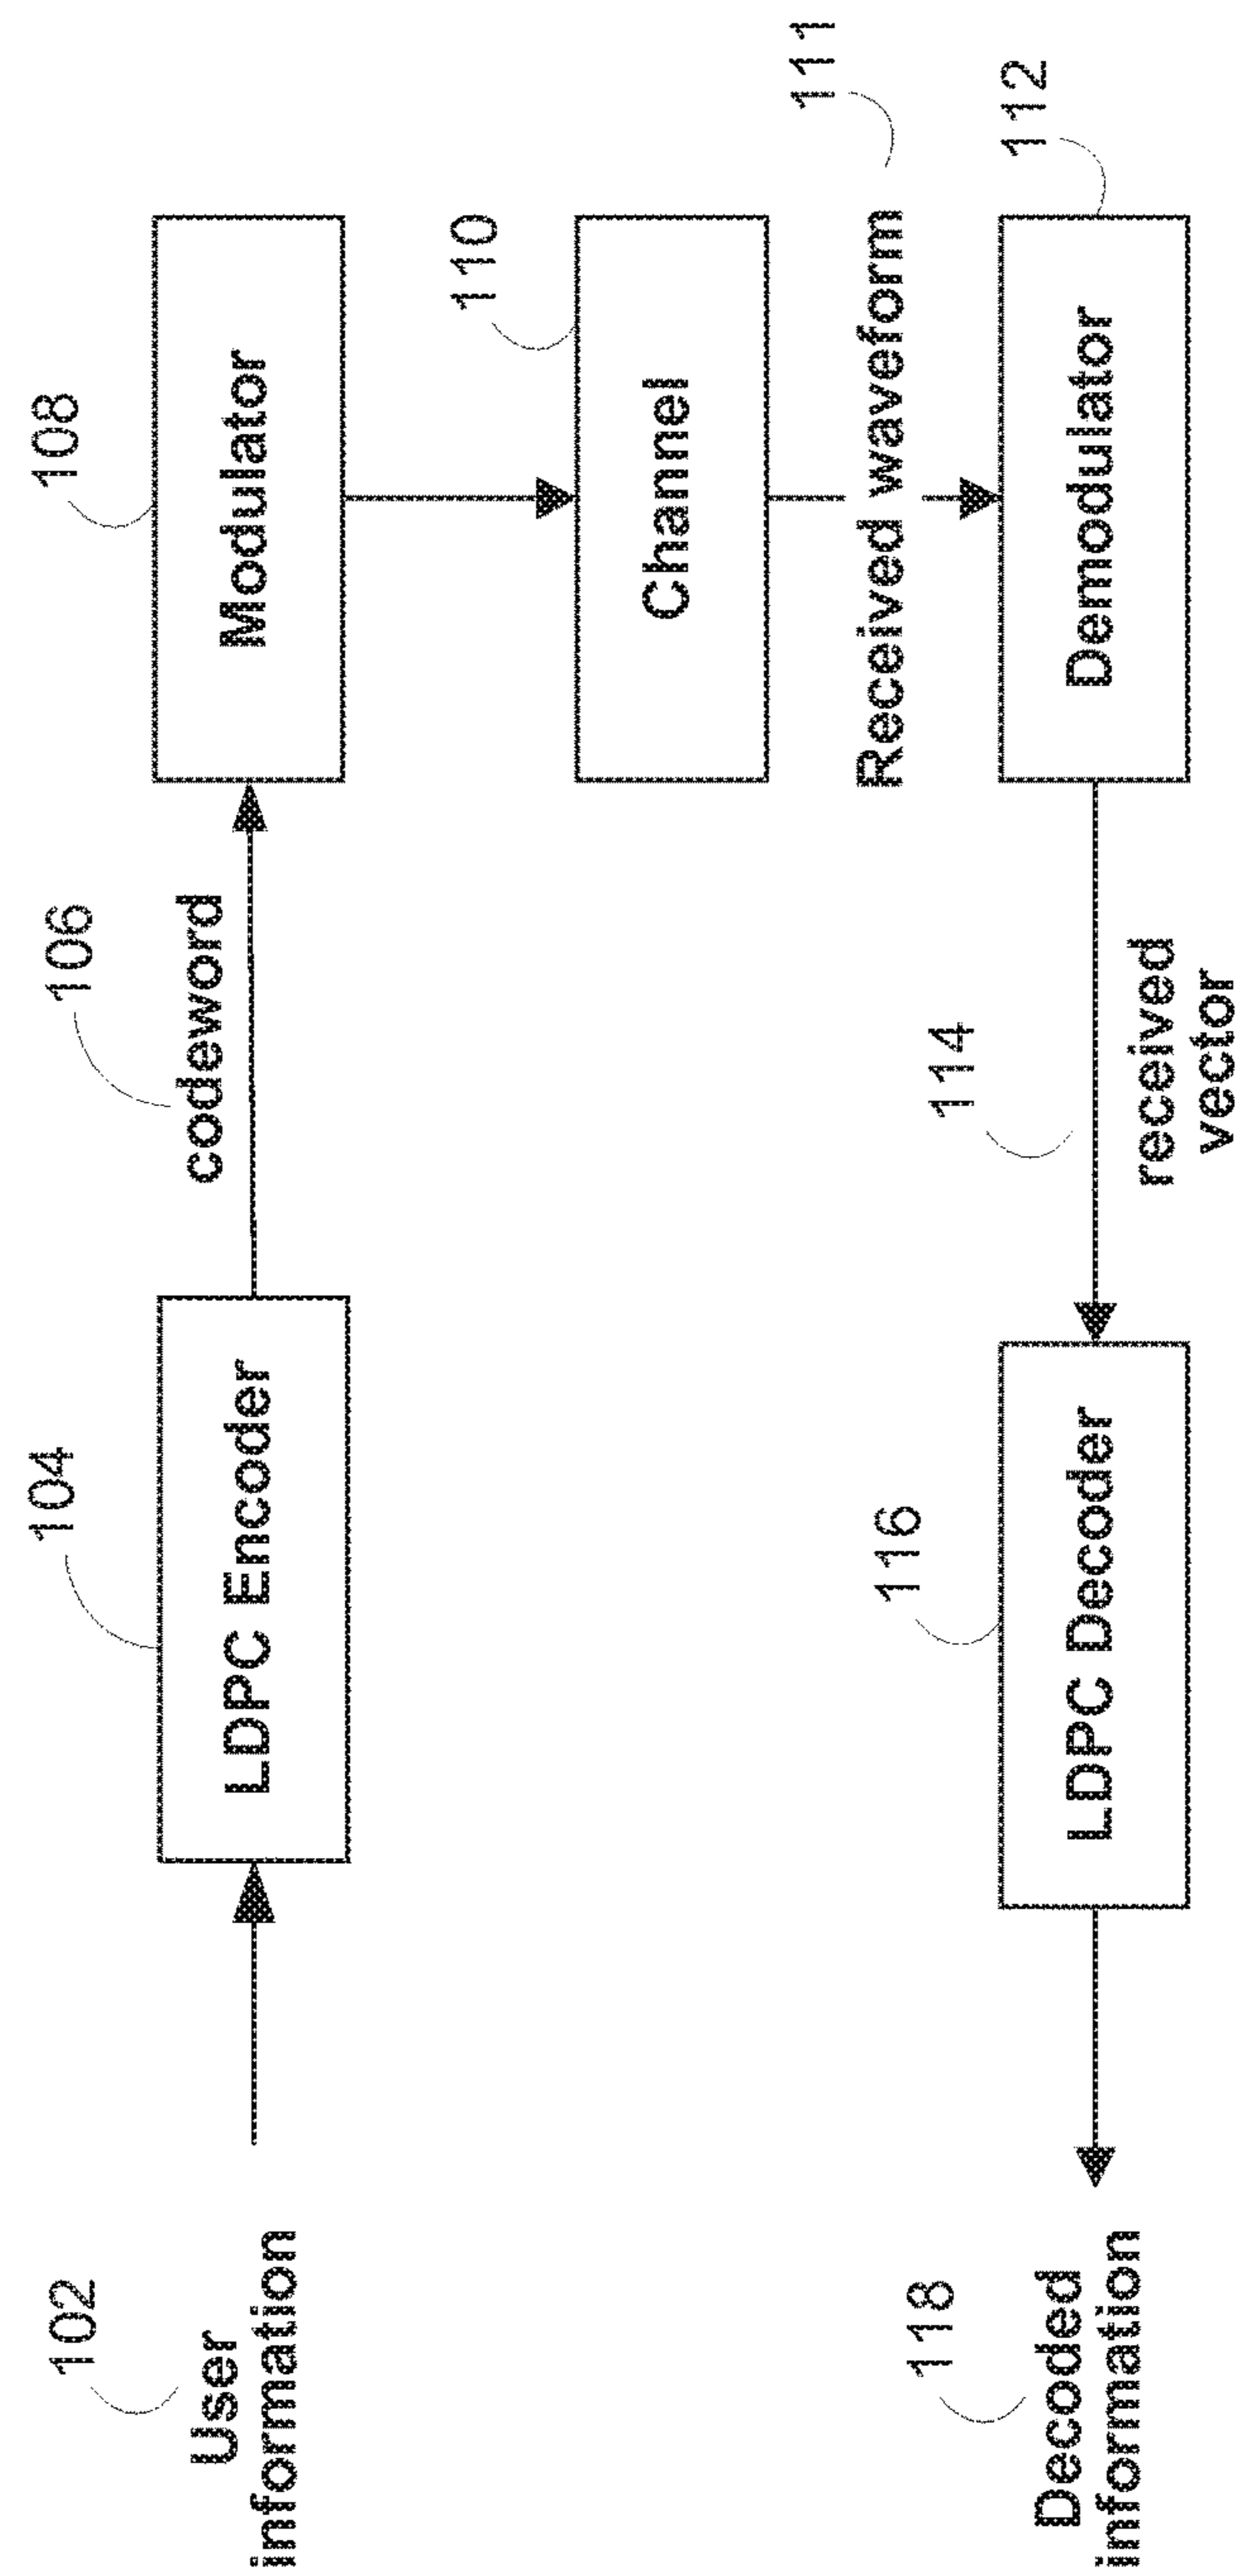 102
User
information
104
LDPC Encoder
106
codeword
108
Modulator
110
Channel
111
Received waveform
112
Demodulator
114
received
vector
116
LDPC Decoder
118
Decoded
information